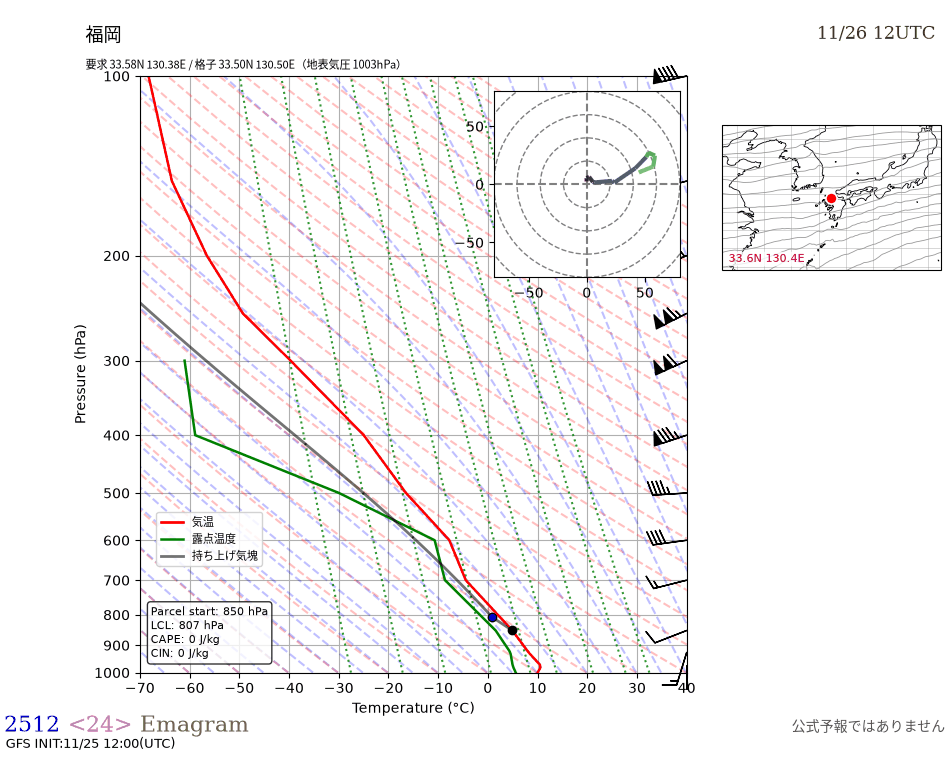 福岡
11/26 12UTC
要求 33.58N 130.38E / 格子 33.50N 130.50E（地表気圧 1003hPa）
100
200
300
400
500
600
700
800
900
1000
Pressure (hPa)
−70 −60 −50 −40 −30 −20 −10 0 10 20 30 40
Temperature (°C)
50
0
−50
−50 0 50
33.6N 130.4E
気温
露点温度
持ち上げ気塊
Parcel start: 850 hPa
LCL: 807 hPa
CAPE: 0 J/kg
CIN: 0 J/kg
2512 <24> Emagram
GFS INIT:11/25 12:00(UTC)
公式予報ではありません